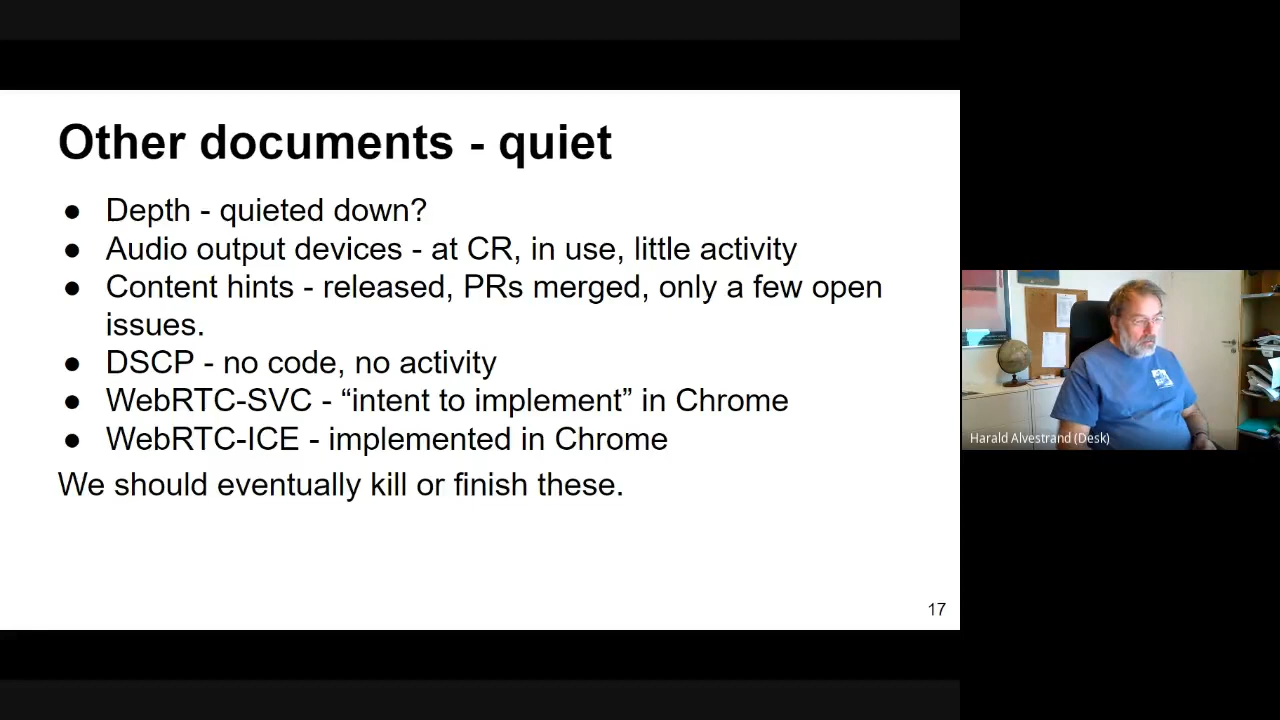 Other documents - quiet
● Depth - quieted down?
● Audio output devices - at CR, in use, little activity
● Content hints - released, PRs merged, only a few open
issues.
● DSCP - no code, no activity
● WebRTC-SVC - “intent to implement” in Chrome
● WebRTC-ICE - implemented in Chrome
We should eventually kill or finish these.
17
Harald Alvestrand (Desk)